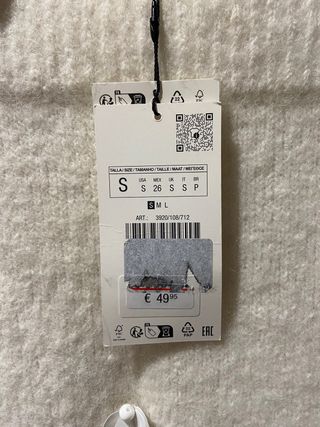 TALLA / SIZE / TAMANHO / TAILLE / MAAT / ΜΕΓΕΘΟΣ
S
USA MEX UK IT BR
S 26 S S P
S M L
ART.: 3920/108/712
€ 49,95
PAP
EAC